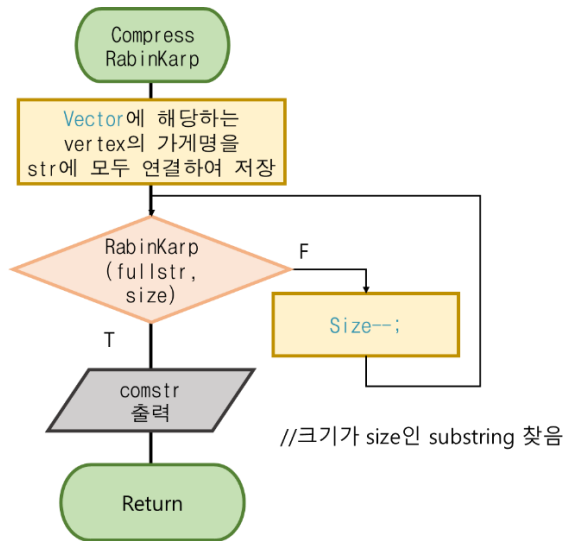 Compress
RabinKarp
Vector에 해당하는
vertex의 가게명을
str에 모두 연결하여 저장
RabinKarp
(fullstr,
size)
F
Size--;
T
comstr
출력
//크기가 size인 substring 찾음
Return